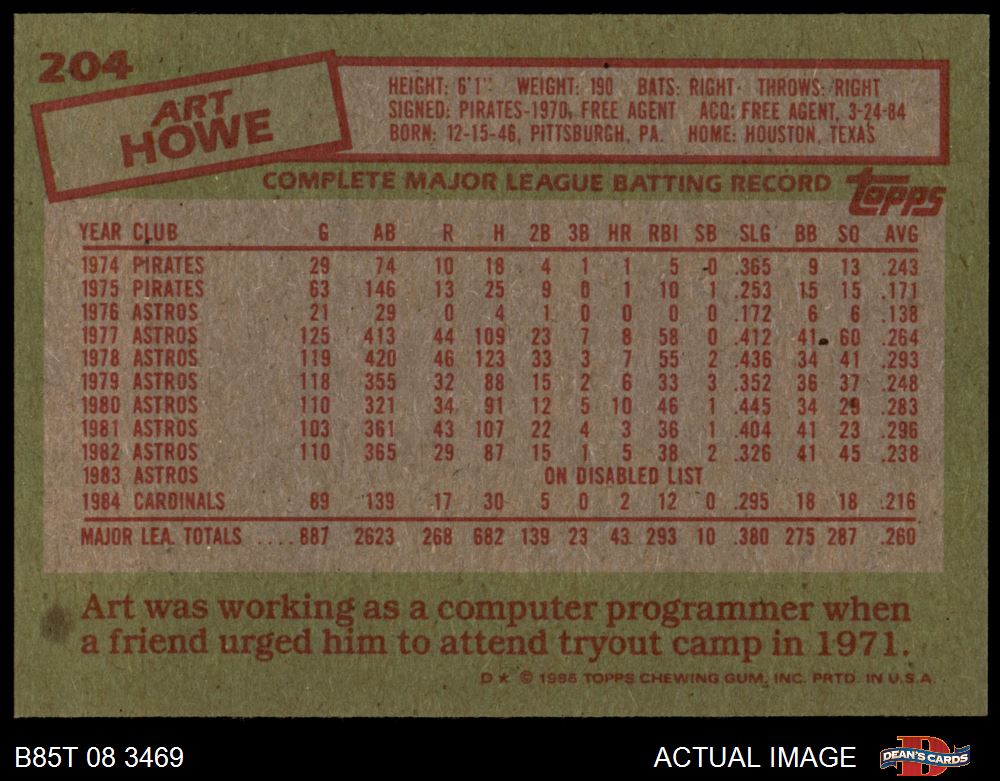 204
ART
HOWE
HEIGHT: 6'1" WEIGHT: 190 BATS: RIGHT THROWS: RIGHT
SIGNED: PIRATES-1970, FREE AGENT ACQ: FREE AGENT, 3-24-84
BORN: 12-15-46, PITTSBURGH, PA. HOME: HOUSTON, TEXAS
COMPLETE MAJOR LEAGUE BATTING RECORD topps
YEAR CLUB G AB R H 2B 3B HR RBI SB SLG BB SO AVG
1974 PIRATES 29 74 10 18 4 1 1 5 0 .365 9 13 .243
1975 PIRATES 63 146 13 25 9 0 1 10 1 .253 15 15 .171
1976 ASTROS 21 29 0 4 1 0 0 0 0 .172 6 6 .138
1977 ASTROS 125 413 44 109 23 7 8 58 0 .412 41 60 .264
1978 ASTROS 119 420 46 123 33 3 7 55 2 .436 34 41 .293
1979 ASTROS 118 355 32 88 15 2 6 33 3 .352 36 37 .248
1980 ASTROS 110 321 34 91 12 5 10 46 1 .445 34 29 .283
1981 ASTROS 103 361 43 107 22 4 3 36 1 .404 41 23 .296
1982 ASTROS 110 365 29 87 15 1 5 38 2 .326 41 45 .238
1983 ASTROS ON DISABLED LIST
1984 CARDINALS 89 139 17 30 5 0 2 12 0 .295 18 18 .216
MAJOR LEA. TOTALS .... 887 2623 268 682 139 23 43 293 10 .380 275 287 .260
Art was working as a computer programmer when
a friend urged him to attend tryout camp in 1971.
D* © 1985 TOPPS CHEWING GUM, INC. PRTD. IN U.S.A.
B85T 08 3469 ACTUAL IMAGE DEAN'S CARDS